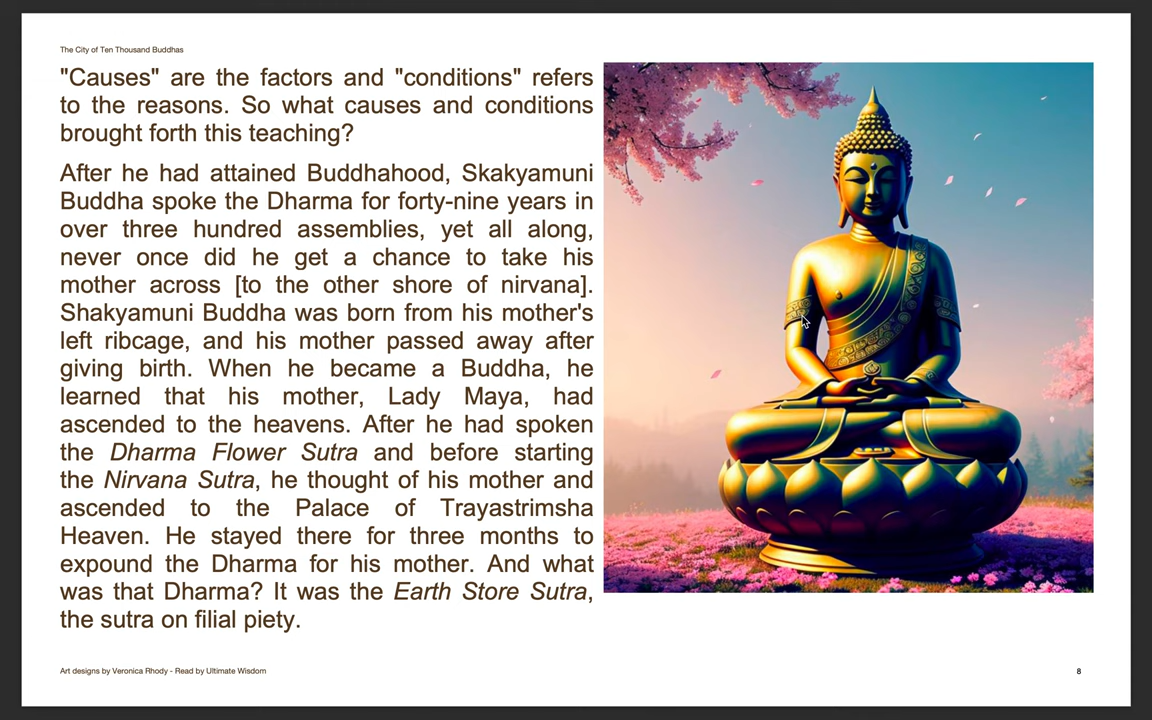 The City of Ten Thousand Buddhas
"Causes" are the factors and "conditions" refers
to the reasons. So what causes and conditions
brought forth this teaching?
After he had attained Buddhahood, Skakyamuni
Buddha spoke the Dharma for forty-nine years in
over three hundred assemblies, yet all along,
never once did he get a chance to take his
mother across [to the other shore of nirvana].
Shakyamuni Buddha was born from his mother's
left ribcage, and his mother passed away after
giving birth. When he became a Buddha, he
learned that his mother, Lady Maya, had
ascended to the heavens. After he had spoken
the Dharma Flower Sutra and before starting
the Nirvana Sutra, he thought of his mother and
ascended to the Palace of Trayastrimsha
Heaven. He stayed there for three months to
expound the Dharma for his mother. And what
was that Dharma? It was the Earth Store Sutra,
the sutra on filial piety.
Art designs by Veronica Rhody - Read by Ultimate Wisdom
8